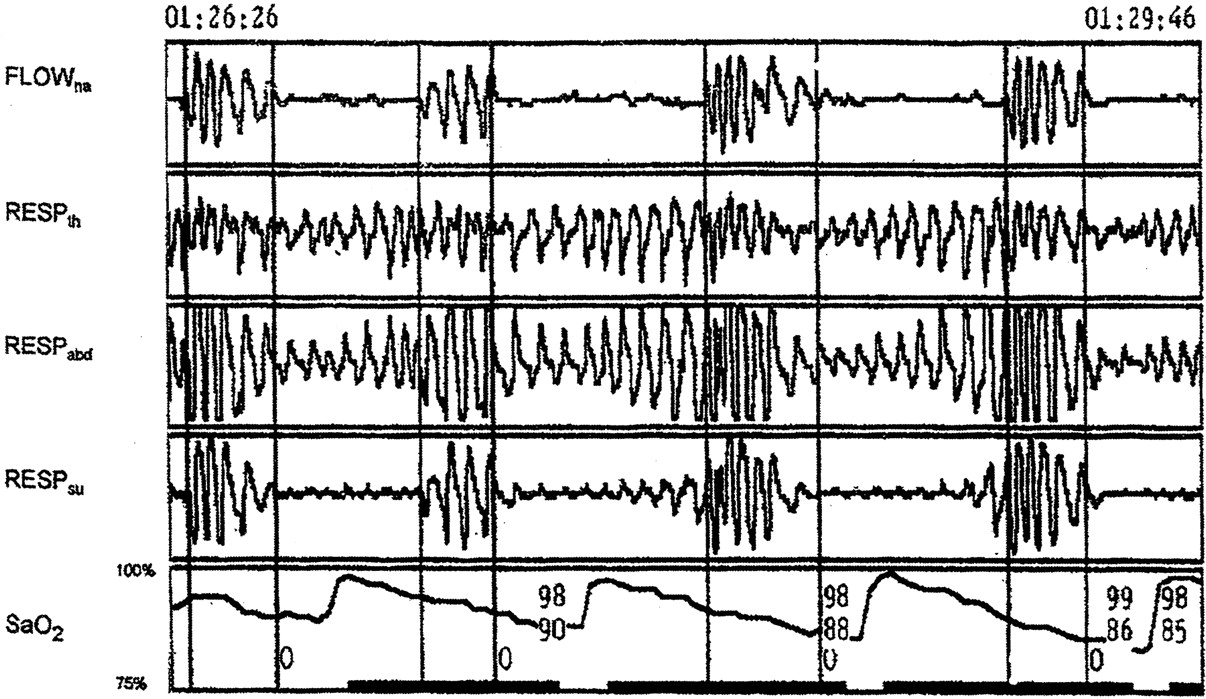 01:26:26 01:29:46
FLOWna
RESPth
RESPabd
RESPsu
100%
98 98 99 98
SaO2 90 88 86 85
0 0 0 0
75%